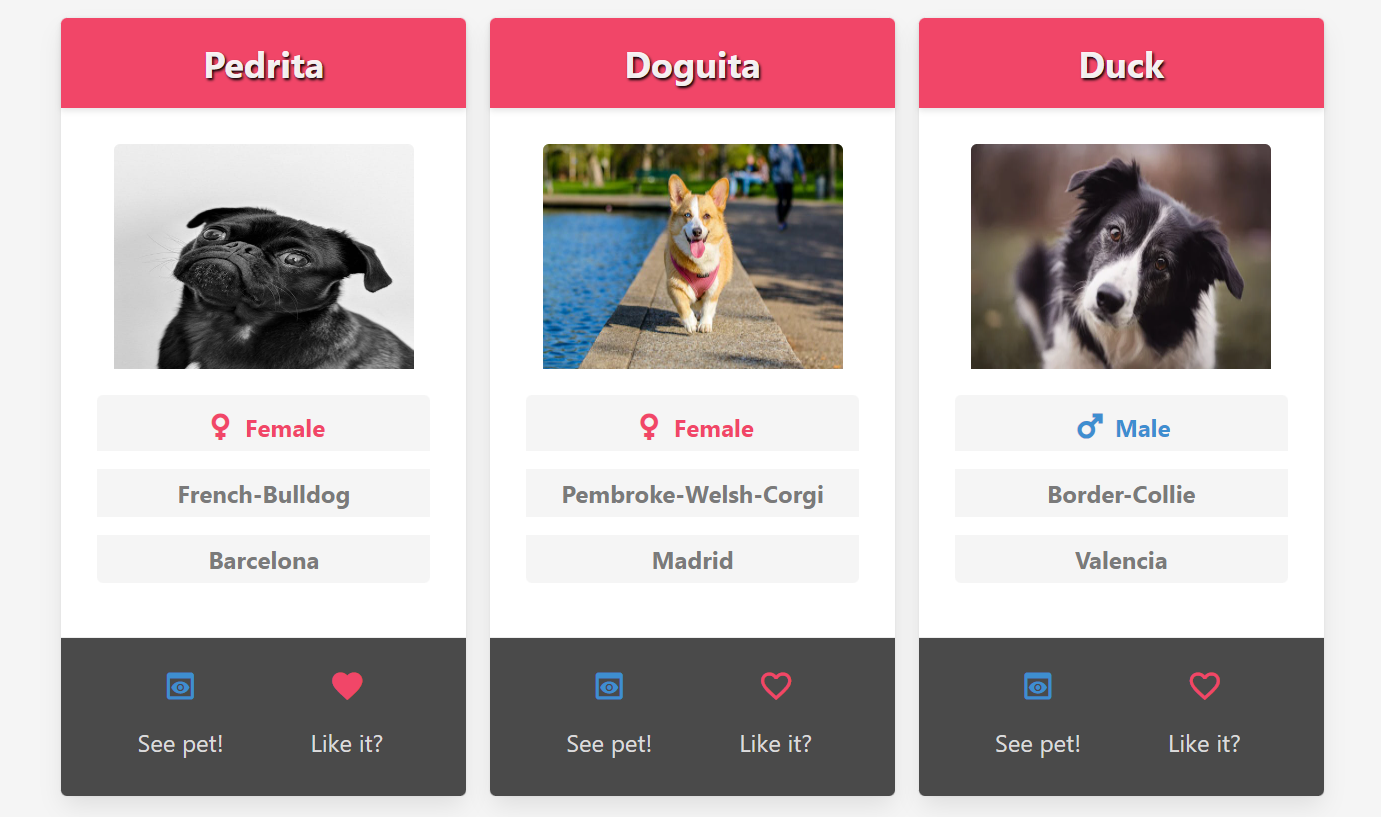 Pedrita
Female
French-Bulldog
Barcelona
See pet!
Like it?
Doguita
Female
Pembroke-Welsh-Corgi
Madrid
See pet!
Like it?
Duck
Male
Border-Collie
Valencia
See pet!
Like it?